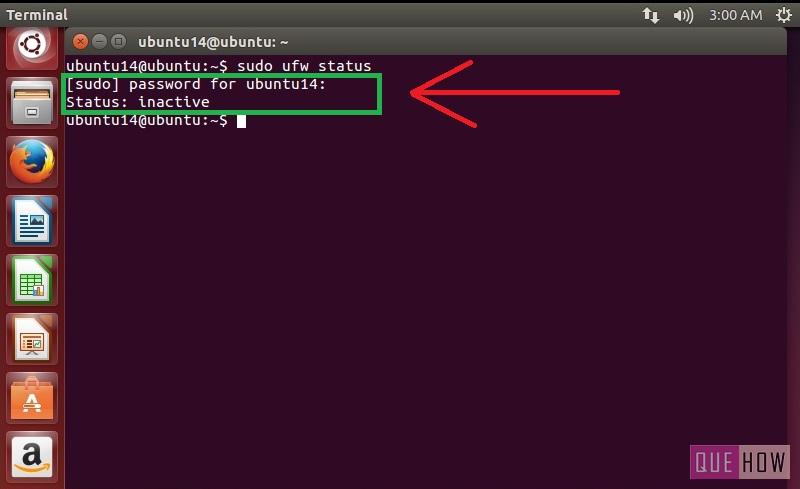 Terminal
3:00 AM
ubuntu14@ubuntu: ~
ubuntu14@ubuntu:~$ sudo ufw status
[sudo] password for ubuntu14:
Status: inactive
ubuntu14@ubuntu:~$
QUE HOW